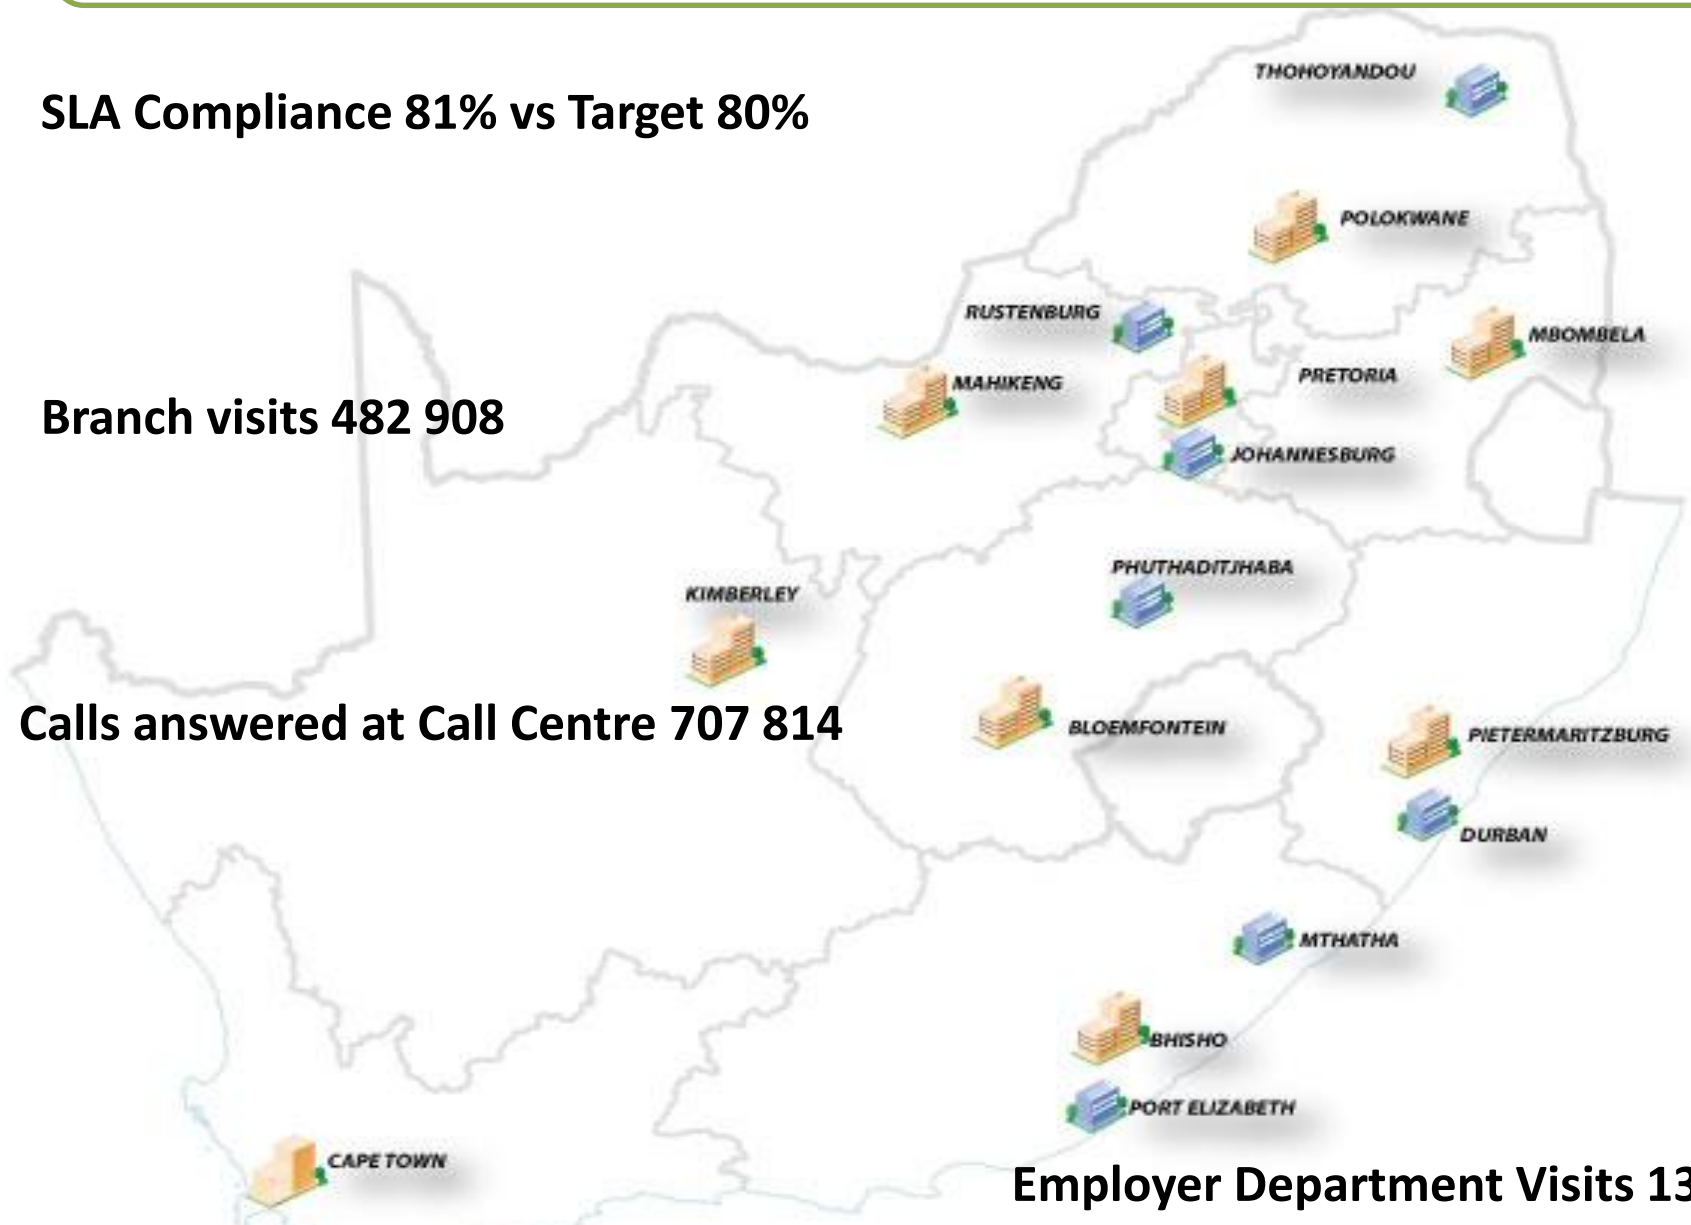 THOHOYANDOU
SLA Compliance 81% vs Target 80%
POLOKWANE
RUSTENBURG
MBOMBELA
MAHIKENG
PRETORIA
Branch visits 482 908
JOHANNESBURG
PHUTHADITJHABA
KIMBERLEY
Calls answered at Call Centre 707 814
BLOEMFONTEIN
PIETERMARITZBURG
DURBAN
MTHATHA
BHISHO
PORT ELIZABETH
CAPE TOWN
Employer Department Visits 13